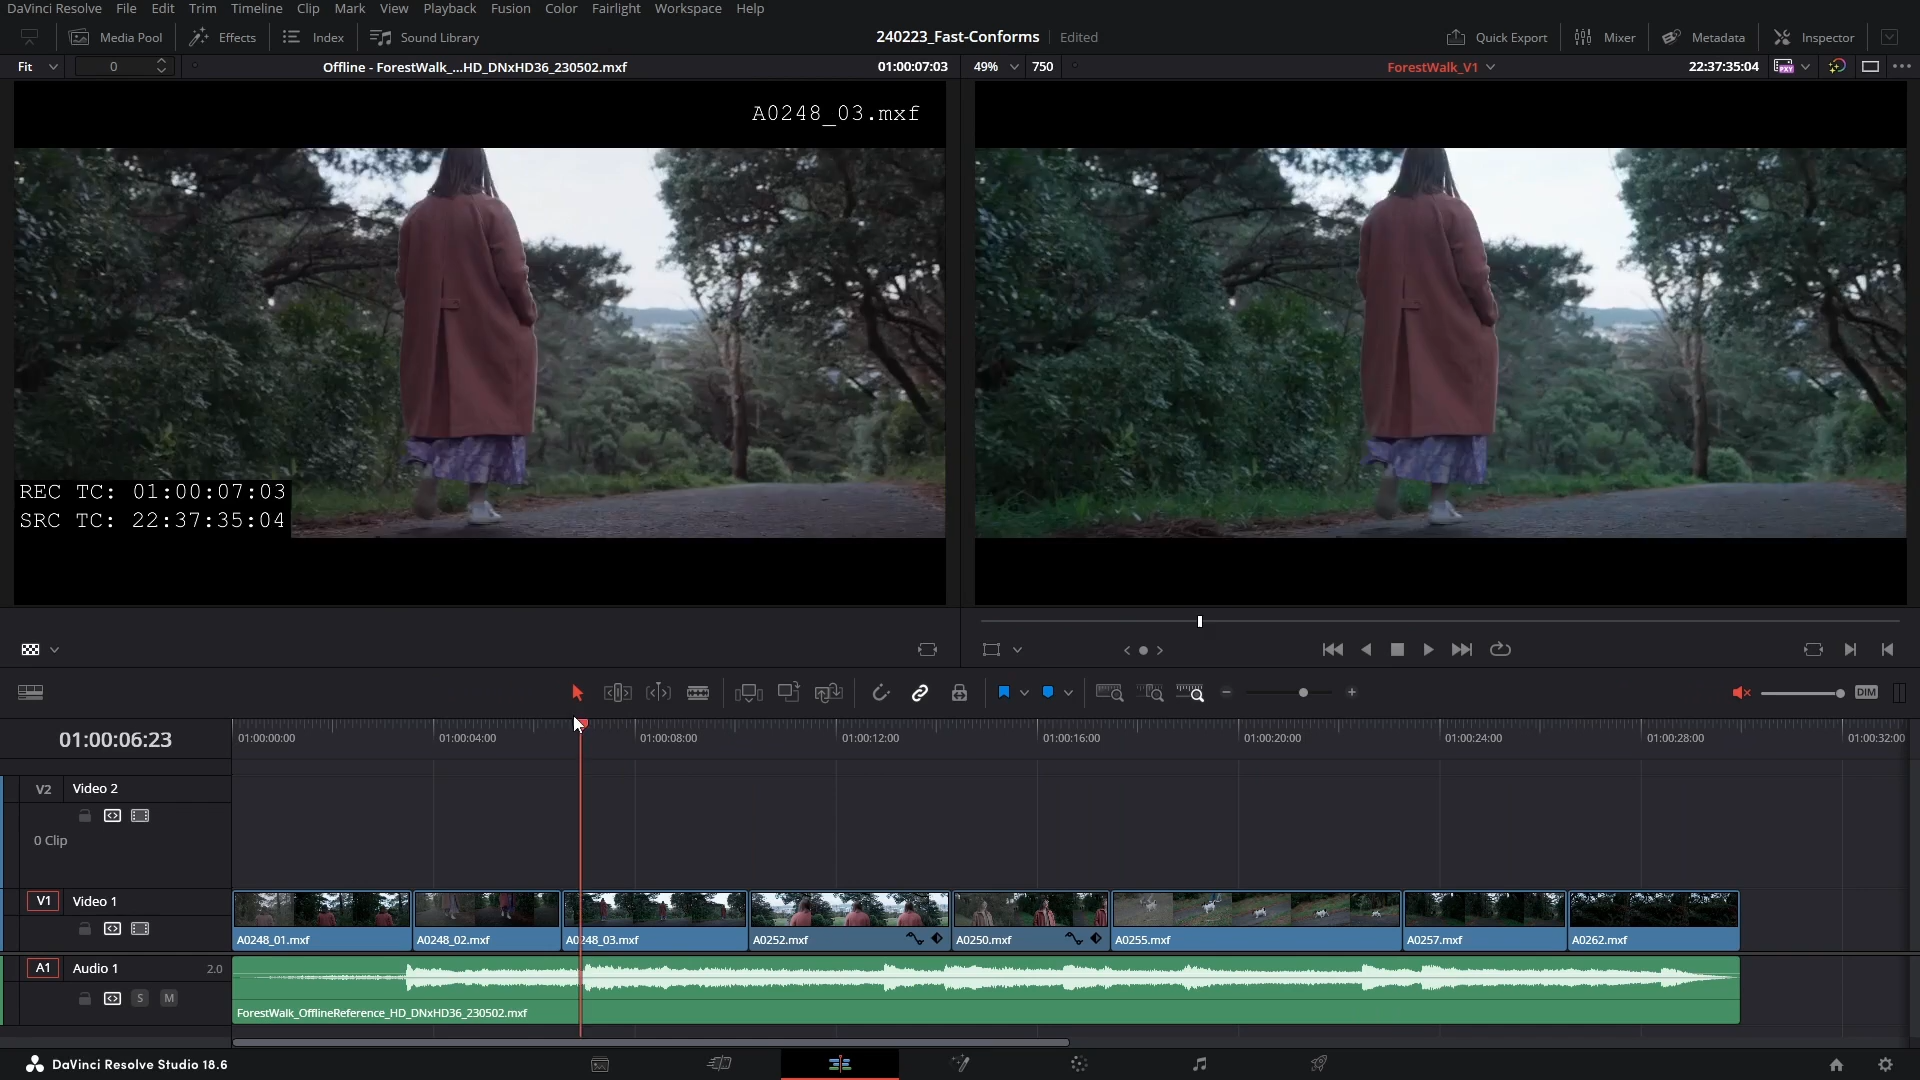 DaVinci Resolve File Edit Trim Timeline Clip Mark View Playback Fusion Color Fairlight Workspace Help
Media Pool Effects Index Sound Library 240223_Fast-Conforms Edited Quick Export Mixer Metadata Inspector
Fit 0 Offline - ForestWalk_...HD_DNxHD36_230502.mxf 01:00:07:03 49% 750 ForestWalk_V1 22:37:35:04 PXY
A0248_03.mxf
REC TC: 01:00:07:03
SRC TC: 22:37:35:04
DIM
01:00:06:23 01:00:00:00 01:00:04:00 01:00:08:00 01:00:12:00 01:00:16:00 01:00:20:00 01:00:24:00 01:00:28:00 01:00:32:00
V2 Video 2
0 Clip
V1 Video 1
A0248_01.mxf A0248_02.mxf A0248_03.mxf A0252.mxf A0250.mxf A0255.mxf A0257.mxf A0262.mxf
A1 Audio 1 2.0
S M
ForestWalk_OfflineReference_HD_DNxHD36_230502.mxf
DaVinci Resolve Studio 18.6